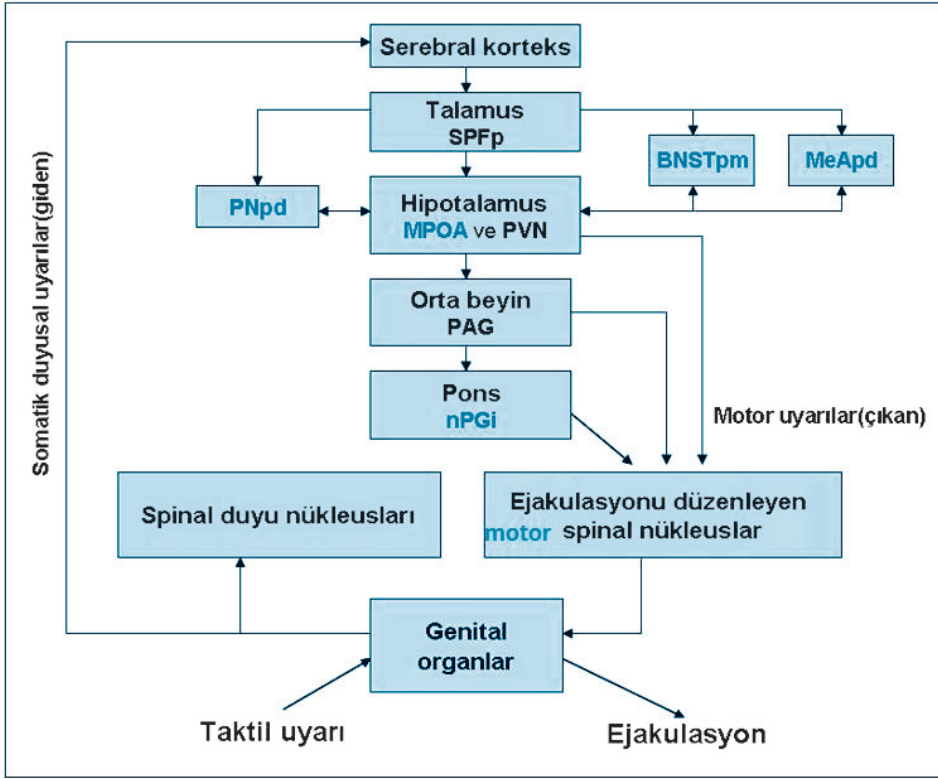 Serebral korteks
Talamus
SPFp
BNSTpm
MeApd
PNpd
Hipotalamus
MPOA ve PVN
Orta beyin
PAG
Pons
nPGi
Somatik duyusal uyarılar(giden)
Motor uyarılar(çıkan)
Spinal duyu nükleusları
Ejakulasyonu düzenleyen
motor spinal nükleuslar
Genital
organlar
Taktil uyarı
Ejakulasyon